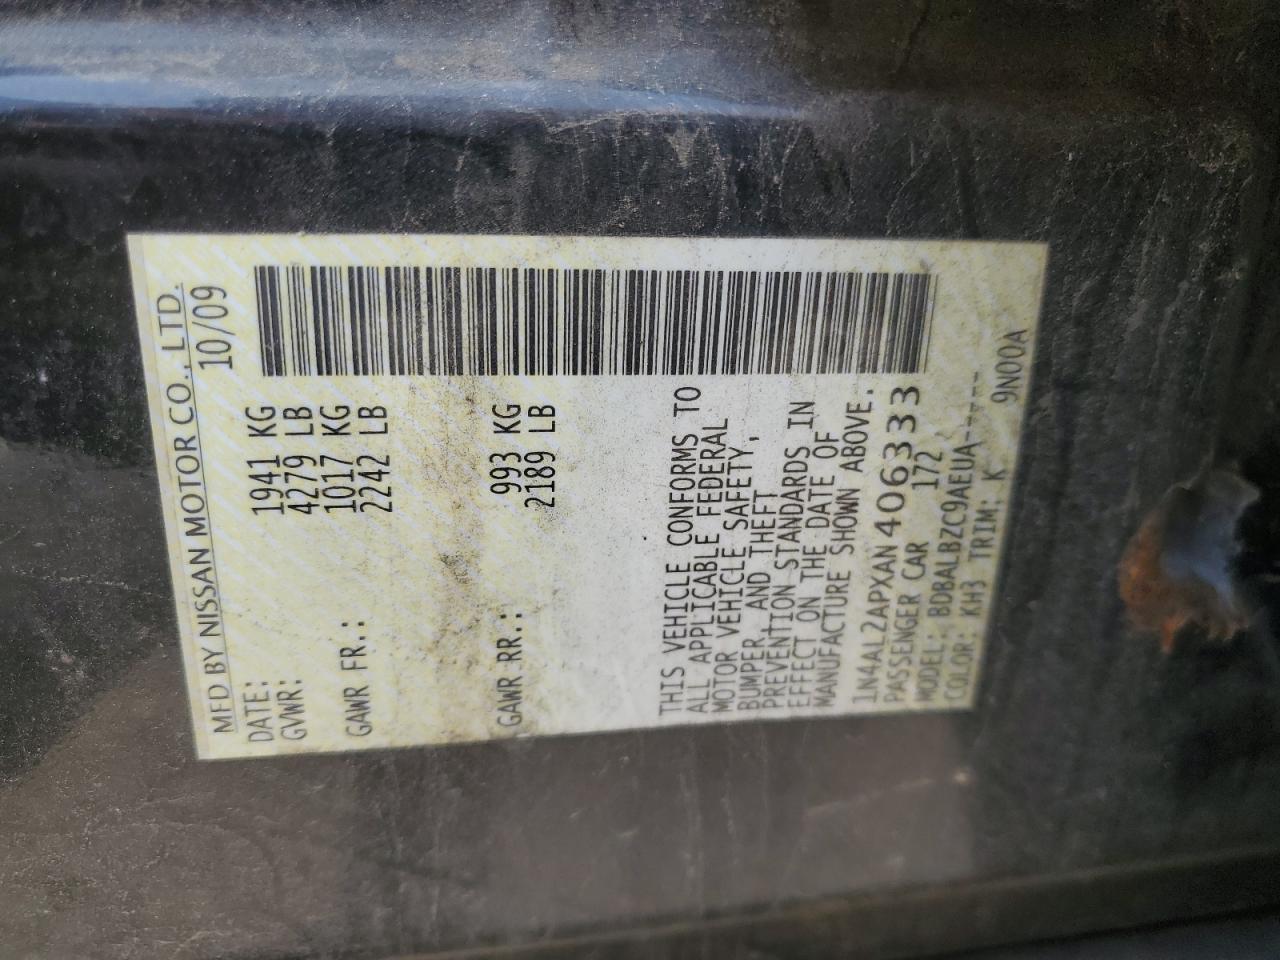 MFD BY NISSAN MOTOR CO., LTD.
DATE: 10/09
GVWR: 1941 KG
4279 LB
GAWR FR.: 1017 KG
2242 LB
GAWR RR.: 993 KG
2189 LB
THIS VEHICLE CONFORMS TO
ALL APPLICABLE FEDERAL
MOTOR VEHICLE SAFETY,
BUMPER, AND THEFT
PREVENTION STANDARDS IN
EFFECT ON THE DATE OF
MANUFACTURE SHOWN ABOVE.
1N4AL2APXAN406333
PASSENGER CAR 172
MODEL: BDBALBZC9AEUA-----
COLOR: KH3 TRIM: K 9N00A